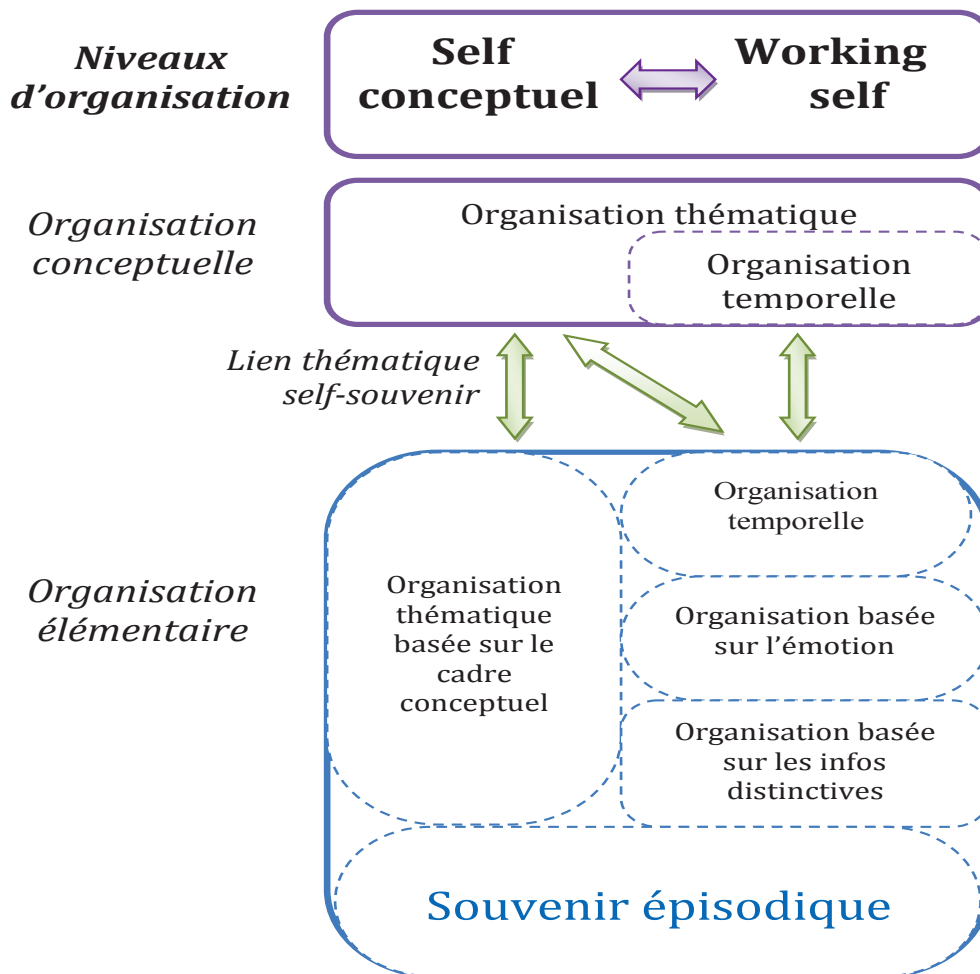 Niveaux
d'organisation
Self
conceptuel
Working
self
Organisation
conceptuelle
Organisation thématique
Organisation
temporelle
Lien thématique
self-souvenir
Organisation
élémentaire
Organisation
thématique
basée sur le
cadre
conceptuel
Organisation
temporelle
Organisation basée
sur l'émotion
Organisation basée
sur les infos
distinctives
Souvenir épisodique